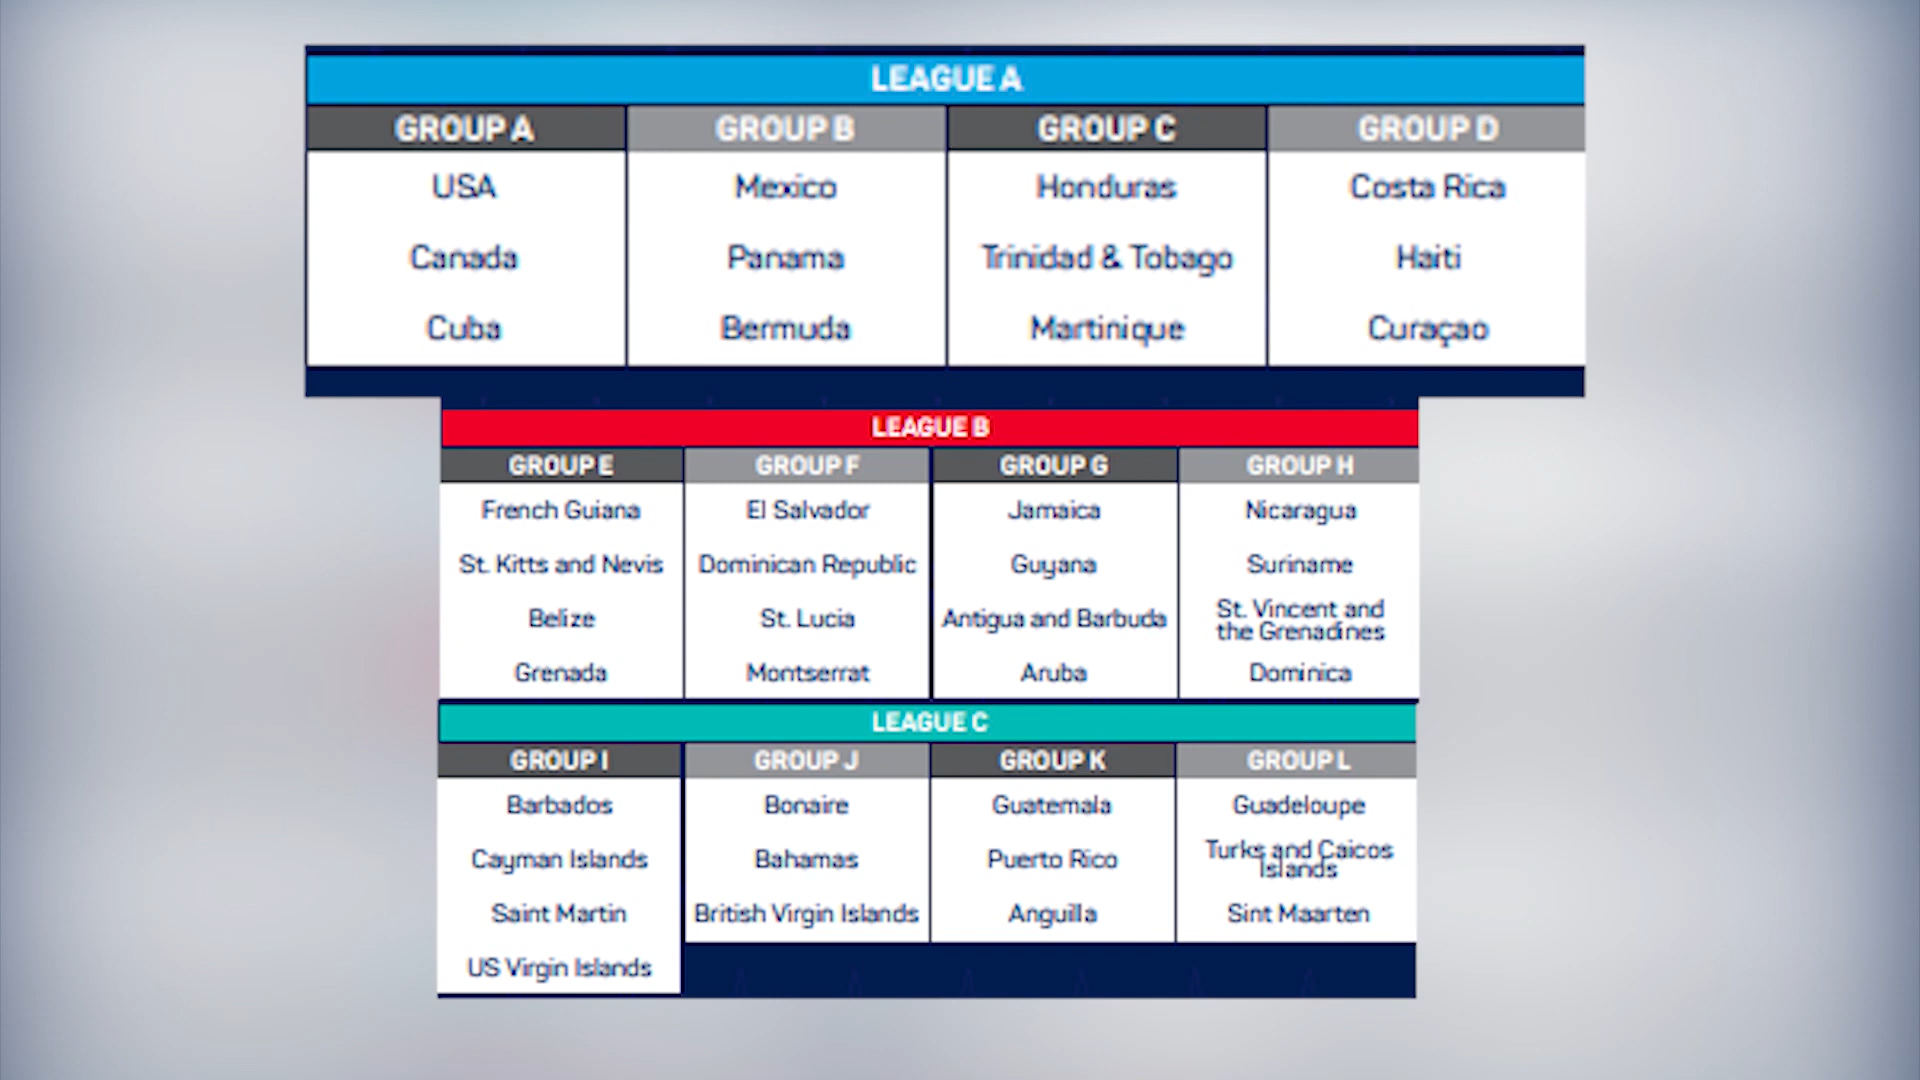 LEAGUE A
GROUP A GROUP B GROUP C GROUP D
USA Mexico Honduras Costa Rica
Canada Panama Trinidad & Tobago Haiti
Cuba Bermuda Martinique Curaçao
LEAGUE B
GROUP E GROUP F GROUP G GROUP H
French Guiana El Salvador Jamaica Nicaragua
St. Kitts and Nevis Dominican Republic Guyana Suriname
Belize St. Lucia Antigua and Barbuda St. Vincent and
the Grenadines
Grenada Montserrat Aruba Dominica
LEAGUE C
GROUP I GROUP J GROUP K GROUP L
Barbados Bonaire Guatemala Guadeloupe
Cayman Islands Bahamas Puerto Rico Turks and Caicos
Islands
Saint Martin British Virgin Islands Anguilla Sint Maarten
US Virgin Islands